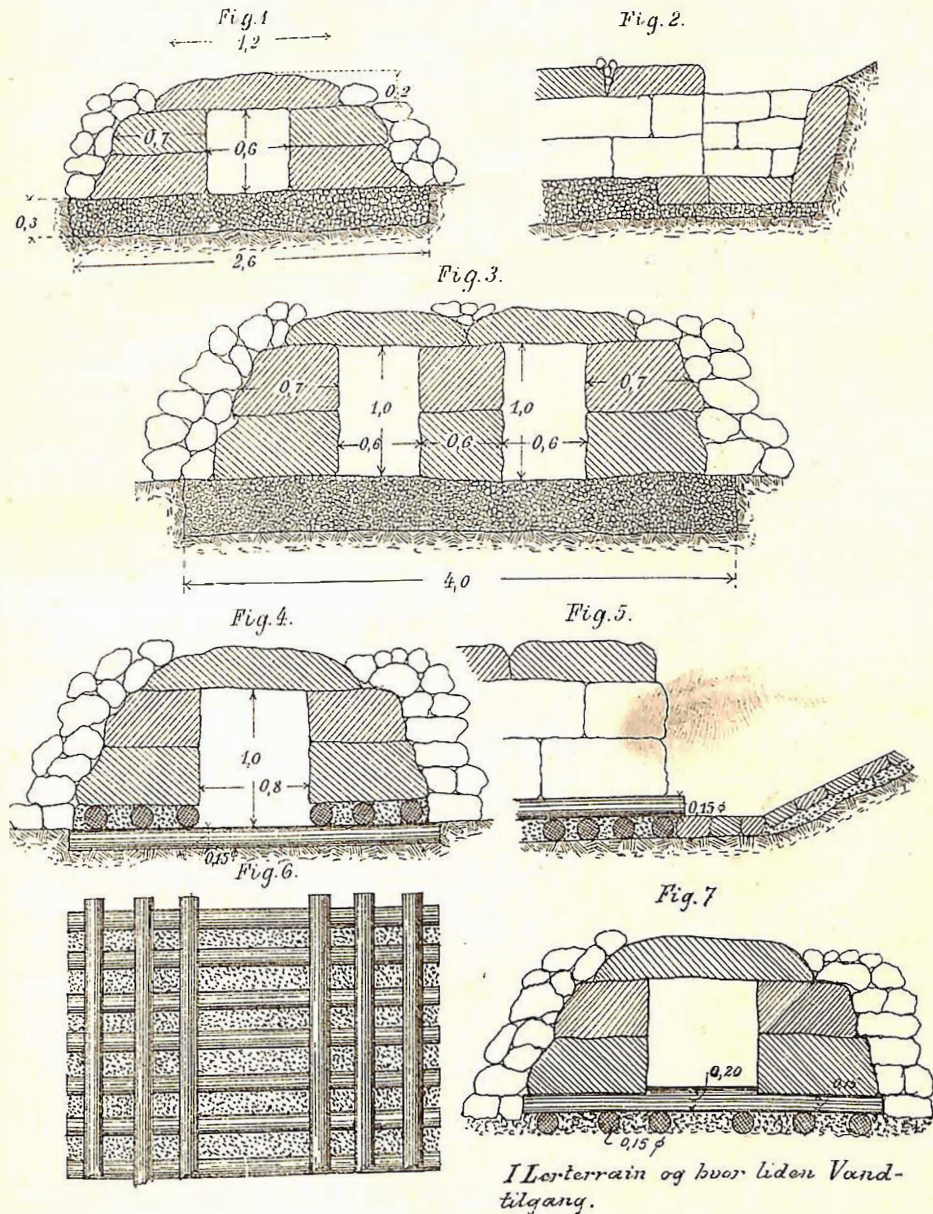 Fig.1
1,2
0,2
0,7
0,6
0,3
2,6
Fig.2.
Fig.3.
0,7
1,0
0,6
0,6
1,0
0,6
0,7
4,0
Fig.4.
1,0
0,8
0,15 ϕ
Fig.5.
0,15 ϕ
Fig.6.
Fig.7
0,20
0,15
0,15 ϕ
I Lerterrain og hvor liden Vand-
tilgang.